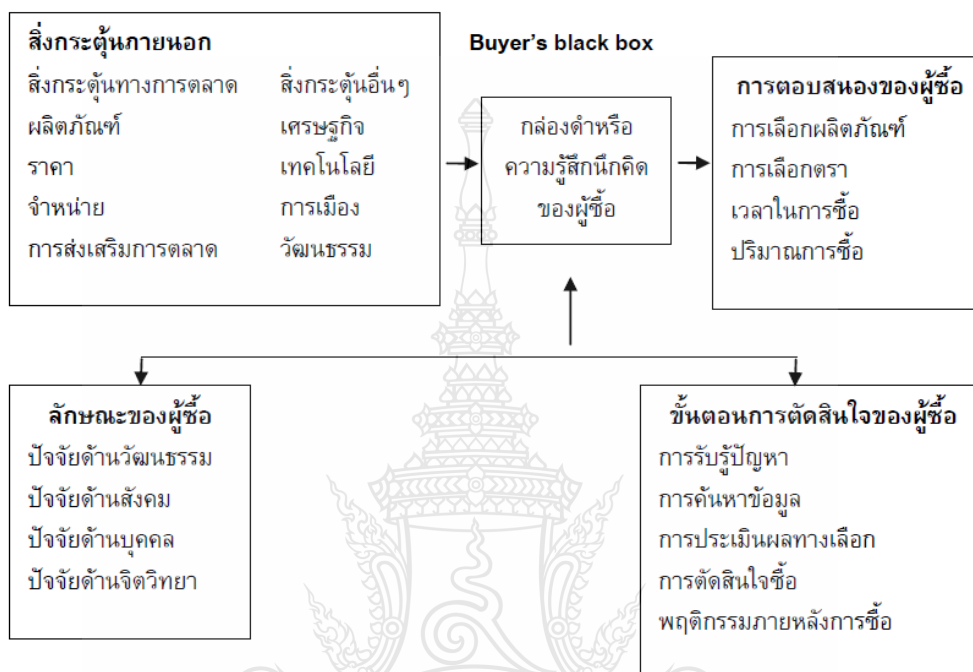 สิ่งกระตุ้นภายนอก
สิ่งกระตุ้นทางการตลาด สิ่งกระตุ้นอื่นๆ
ผลิตภัณฑ์ เศรษฐกิจ
ราคา เทคโนโลยี
จำหน่าย การเมือง
การส่งเสริมการตลาด วัฒนธรรม
Buyer's black box
กล่องดำหรือ
ความรู้สึกนึกคิด
ของผู้ซื้อ
การตอบสนองของผู้ซื้อ
การเลือกผลิตภัณฑ์
การเลือกตรา
เวลาในการซื้อ
ปริมาณการซื้อ
ลักษณะของผู้ซื้อ
ปัจจัยด้านวัฒนธรรม
ปัจจัยด้านสังคม
ปัจจัยด้านบุคคล
ปัจจัยด้านจิตวิทยา
ขั้นตอนการตัดสินใจของผู้ซื้อ
การรับรู้ปัญหา
การค้นหาข้อมูล
การประเมินผลทางเลือก
การตัดสินใจซื้อ
พฤติกรรมภายหลังการซื้อ